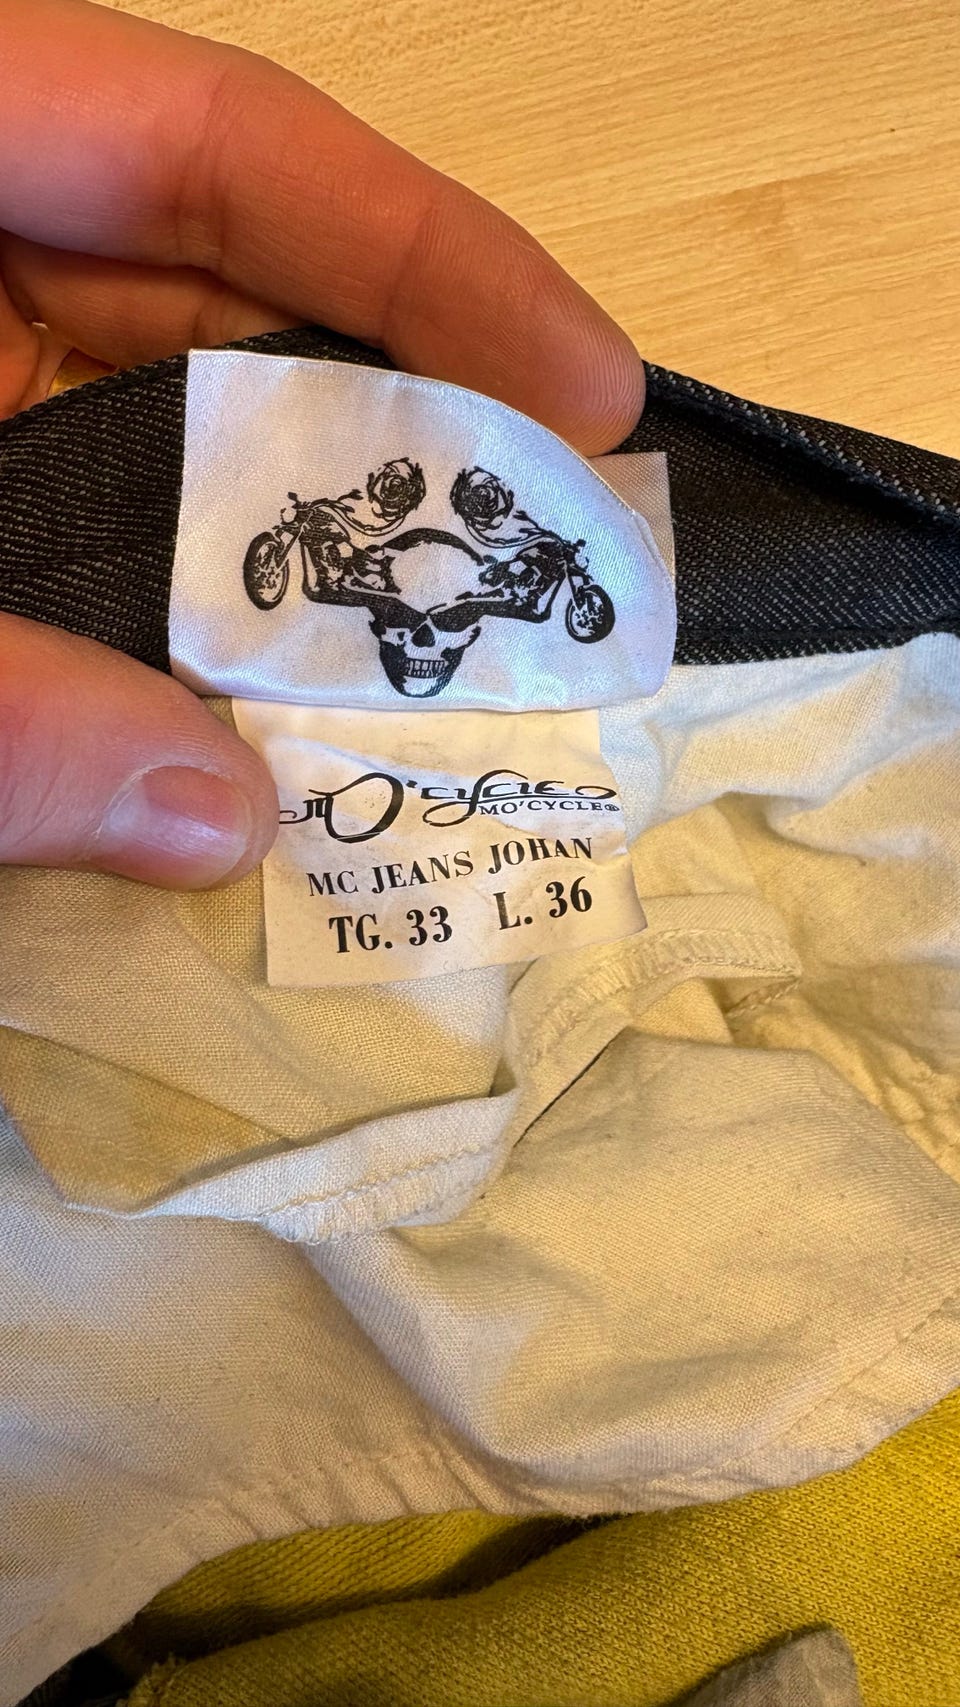 MO'CYCLE
MO'CYCLE®
MC JEANS JOHAN
TG. 33 L. 36